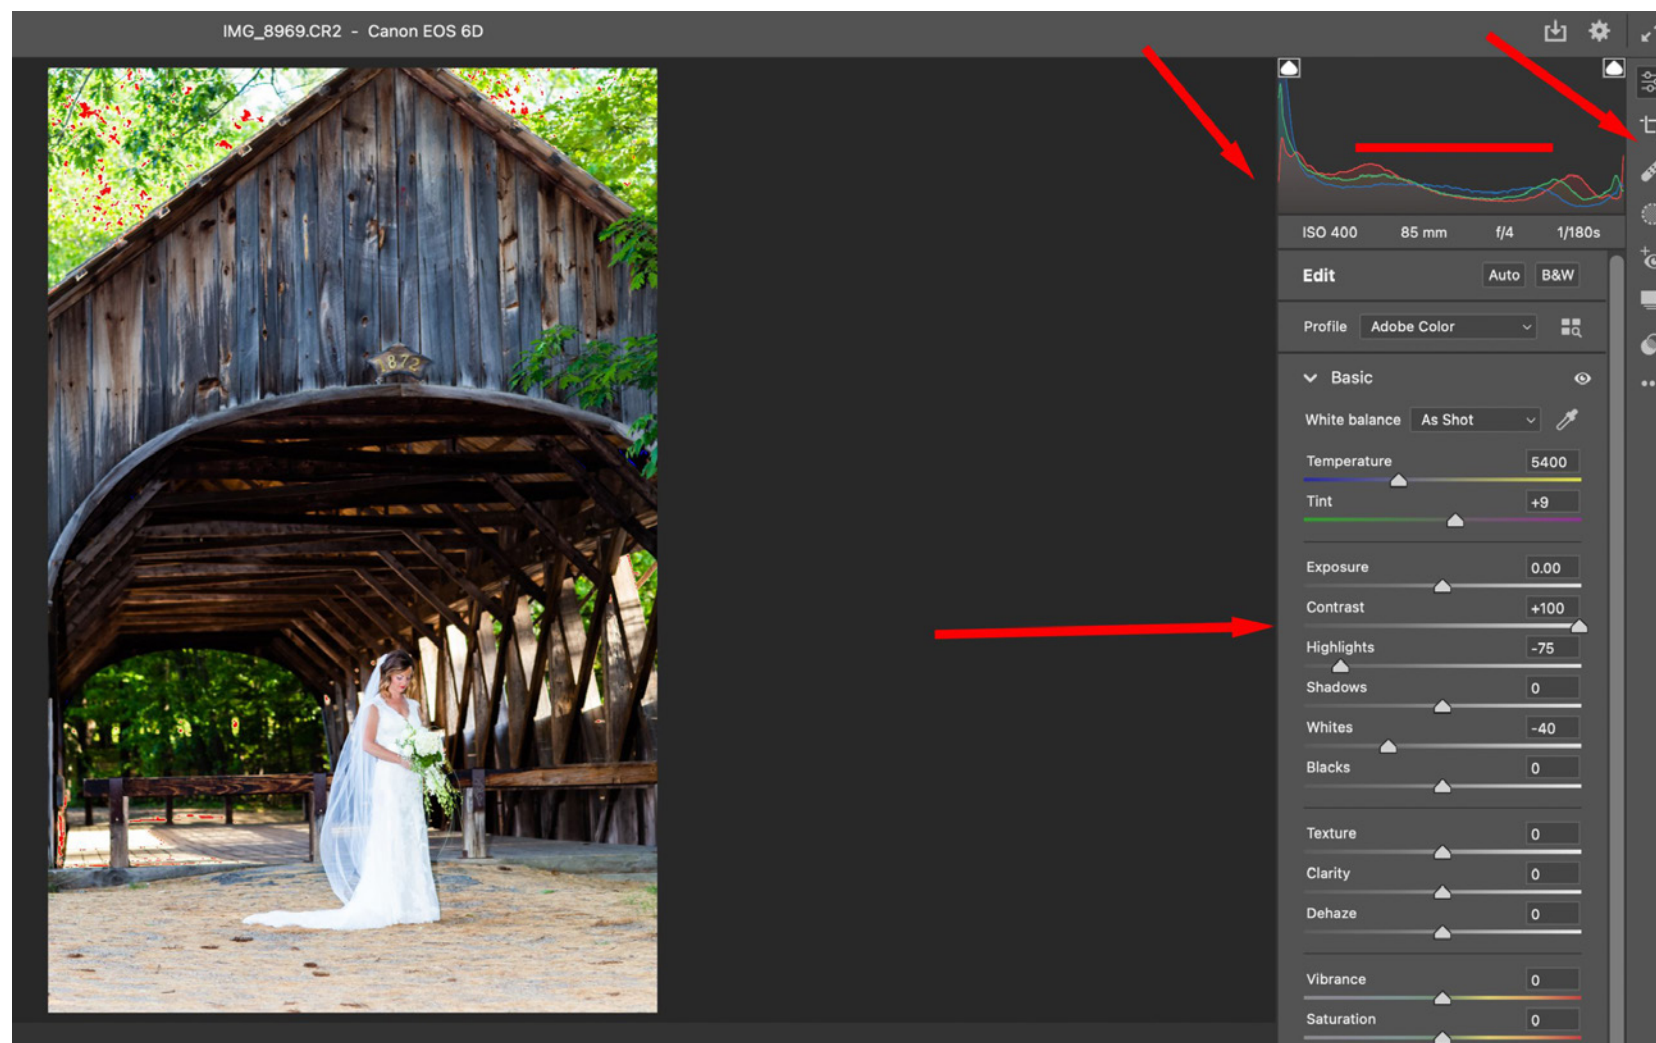 IMG_8969.CR2 - Canon EOS 6D
ISO 400 85 mm f/4 1/180s
Edit Auto B&W
Profile Adobe Color
Basic
White balance As Shot
Temperature 5400
Tint +9
Exposure 0.00
Contrast +100
Highlights -75
Shadows 0
Whites -40
Blacks 0
Texture 0
Clarity 0
Dehaze 0
Vibrance 0
Saturation 0
1872